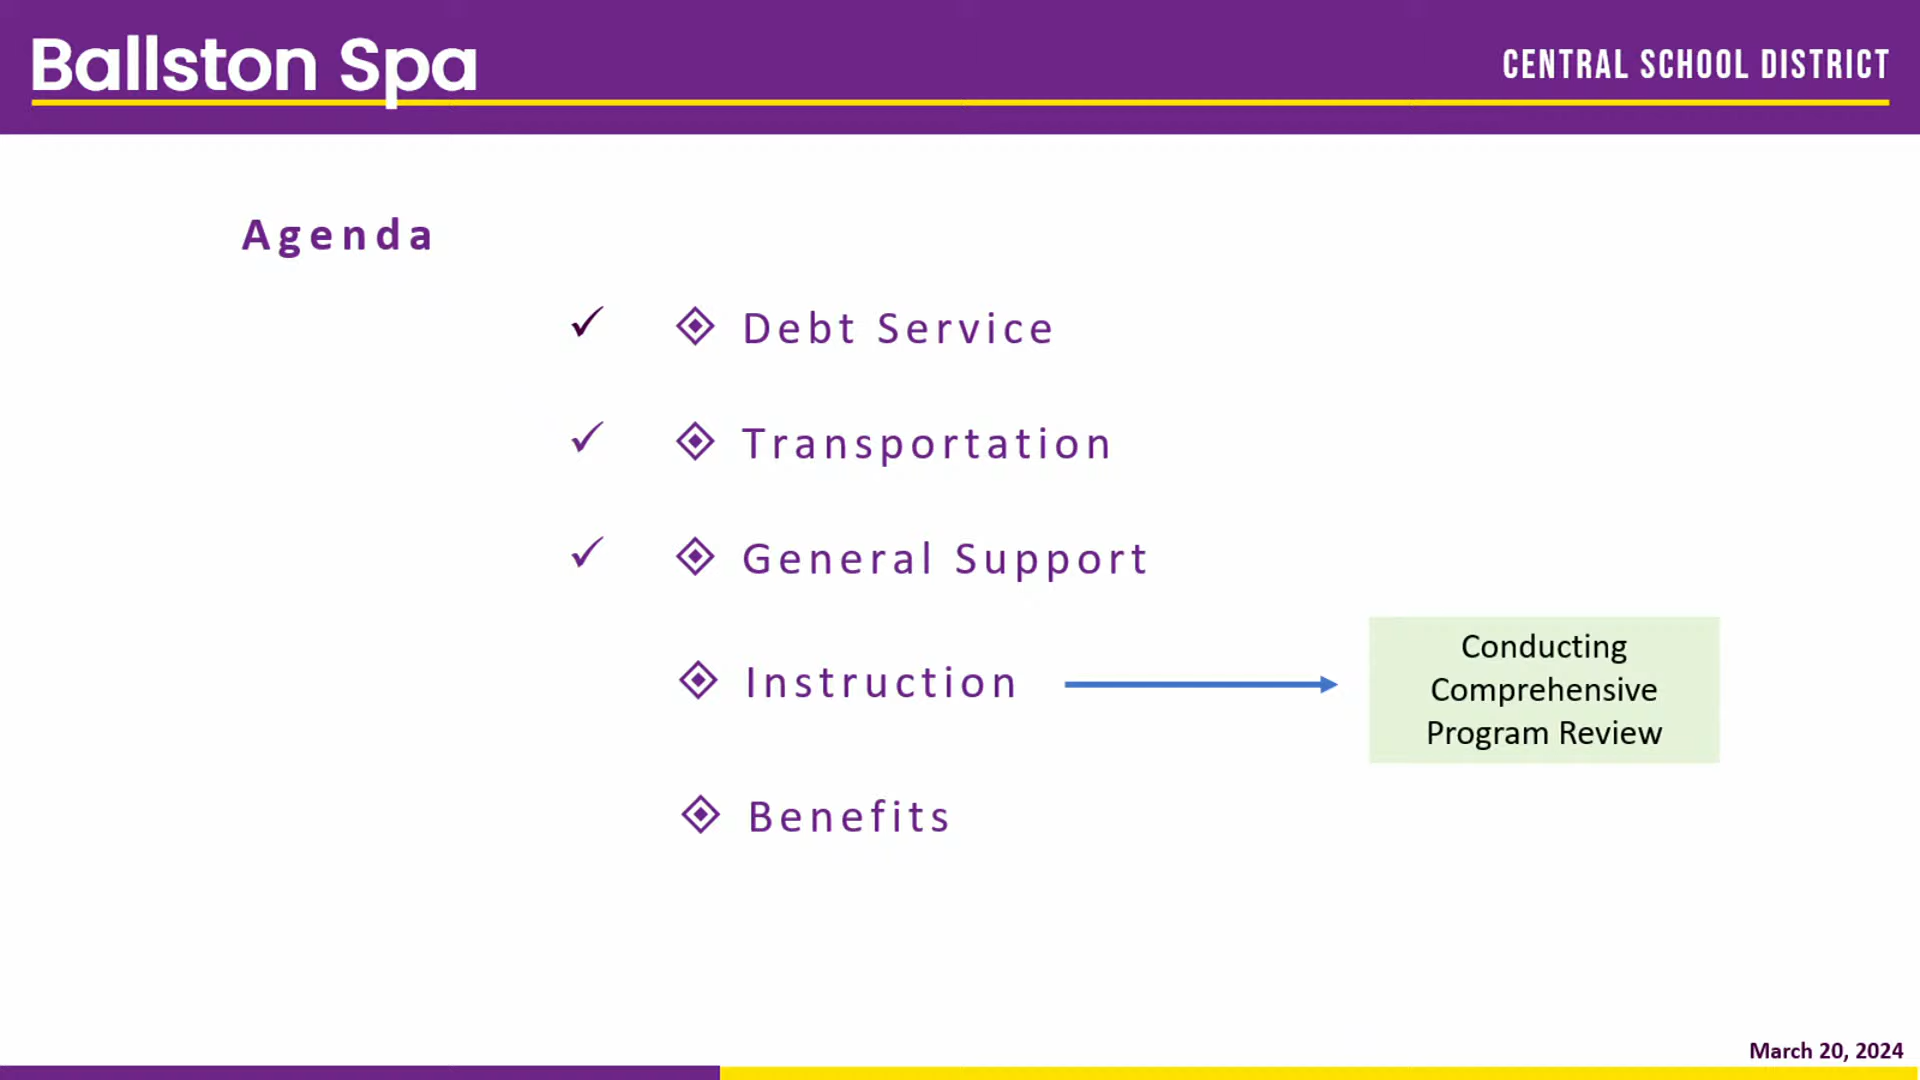 Ballston Spa
CENTRAL SCHOOL DISTRICT
Agenda
Debt Service
Transportation
General Support
Instruction
Conducting
Comprehensive
Program Review
Benefits
March 20, 2024